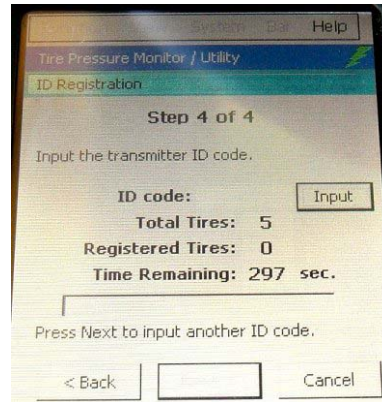 System Bar Help
Tire Pressure Monitor / Utility
ID Registration
Step 4 of 4
Input the transmitter ID code.
ID code: Input
Total Tires: 5
Registered Tires: 0
Time Remaining: 297 sec.
Press Next to input another ID code.
< Back Cancel